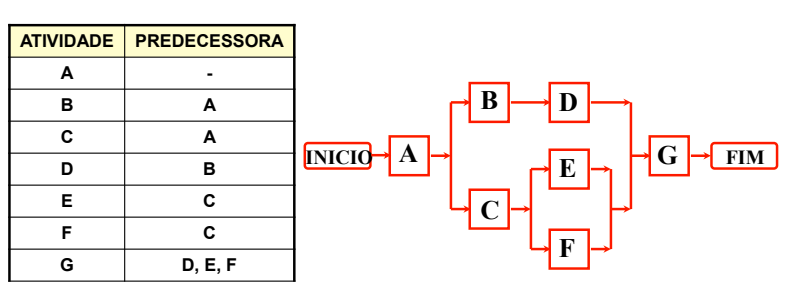 ATIVIDADE PREDECESSORA
A -
B A
C A
D B
E C
F C
G D, E, F
INICIO A B D C E F G FIM